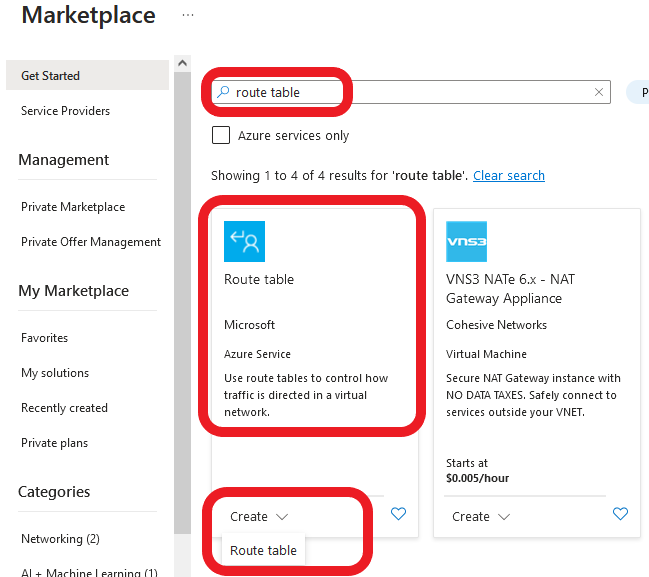 Marketplace
...
Get Started
Service Providers
Management
Private Marketplace
Private Offer Management
My Marketplace
Favorites
My solutions
Recently created
Private plans
Categories
Networking (2)
AI + Machine Learning (1)
route table
P
Azure services only
Showing 1 to 4 of 4 results for 'route table'. Clear search
Route table
Microsoft
Azure Service
Use route tables to control how
traffic is directed in a virtual
network.
Create
Route table
vns3
VNS3 NATe 6.x - NAT
Gateway Appliance
Cohesive Networks
Virtual Machine
Secure NAT Gateway instance with
NO DATA TAXES. Safely connect to
services outside your VNET.
Starts at
$0.005/hour
Create